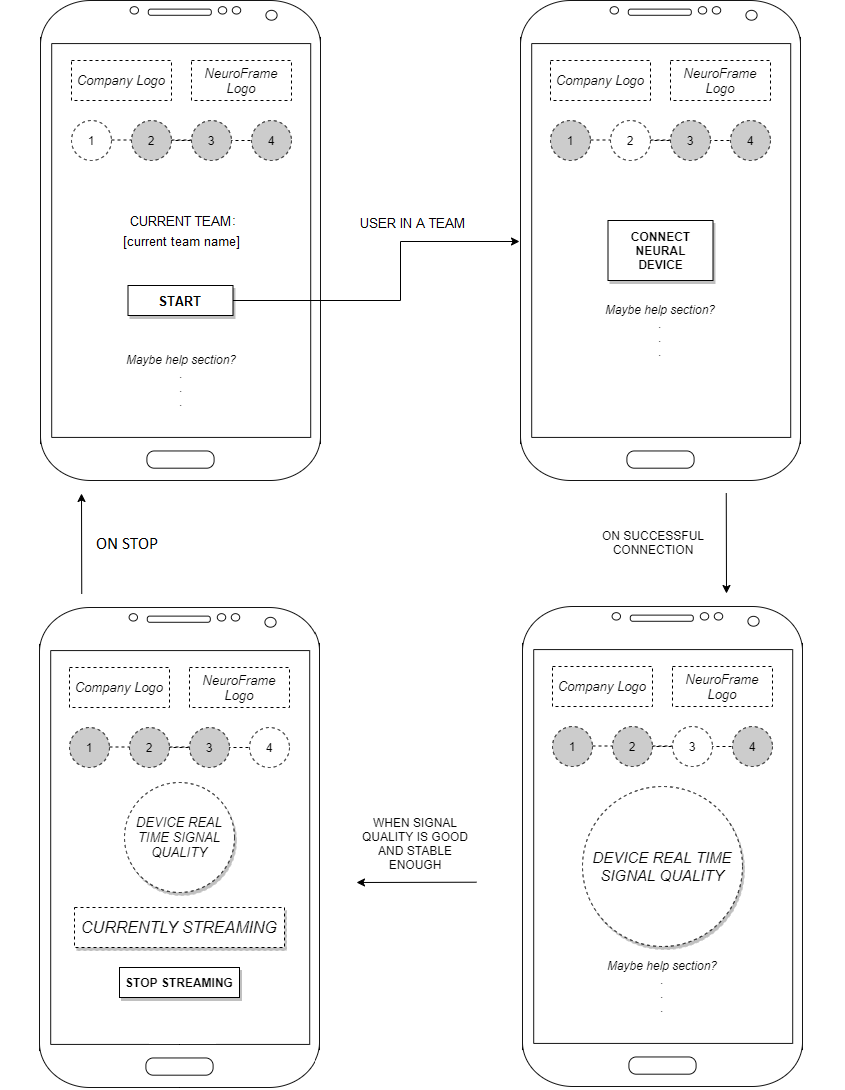 Company Logo
NeuroFrame
Logo
1
2
3
4
CURRENT TEAM:
[current team name]
START
Maybe help section?
.
.
.
USER IN A TEAM
Company Logo
NeuroFrame
Logo
1
2
3
4
CONNECT
NEURAL
DEVICE
Maybe help section?
.
.
.
ON SUCCESSFUL
CONNECTION
Company Logo
NeuroFrame
Logo
1
2
3
4
DEVICE REAL TIME
SIGNAL QUALITY
Maybe help section?
.
.
.
WHEN SIGNAL
QUALITY IS GOOD
AND STABLE
ENOUGH
Company Logo
NeuroFrame
Logo
1
2
3
4
DEVICE REAL
TIME SIGNAL
QUALITY
CURRENTLY STREAMING
STOP STREAMING
ON STOP